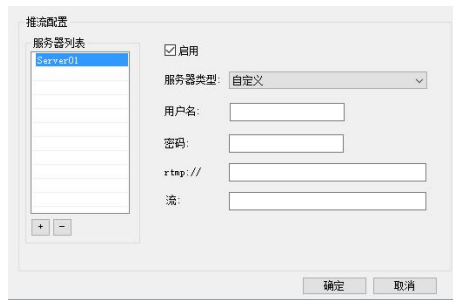 推流配置
服务器列表
Server01
启用
服务器类型: 自定义
用户名:
密码:
rtmp://
流:
+ -
确定 取消